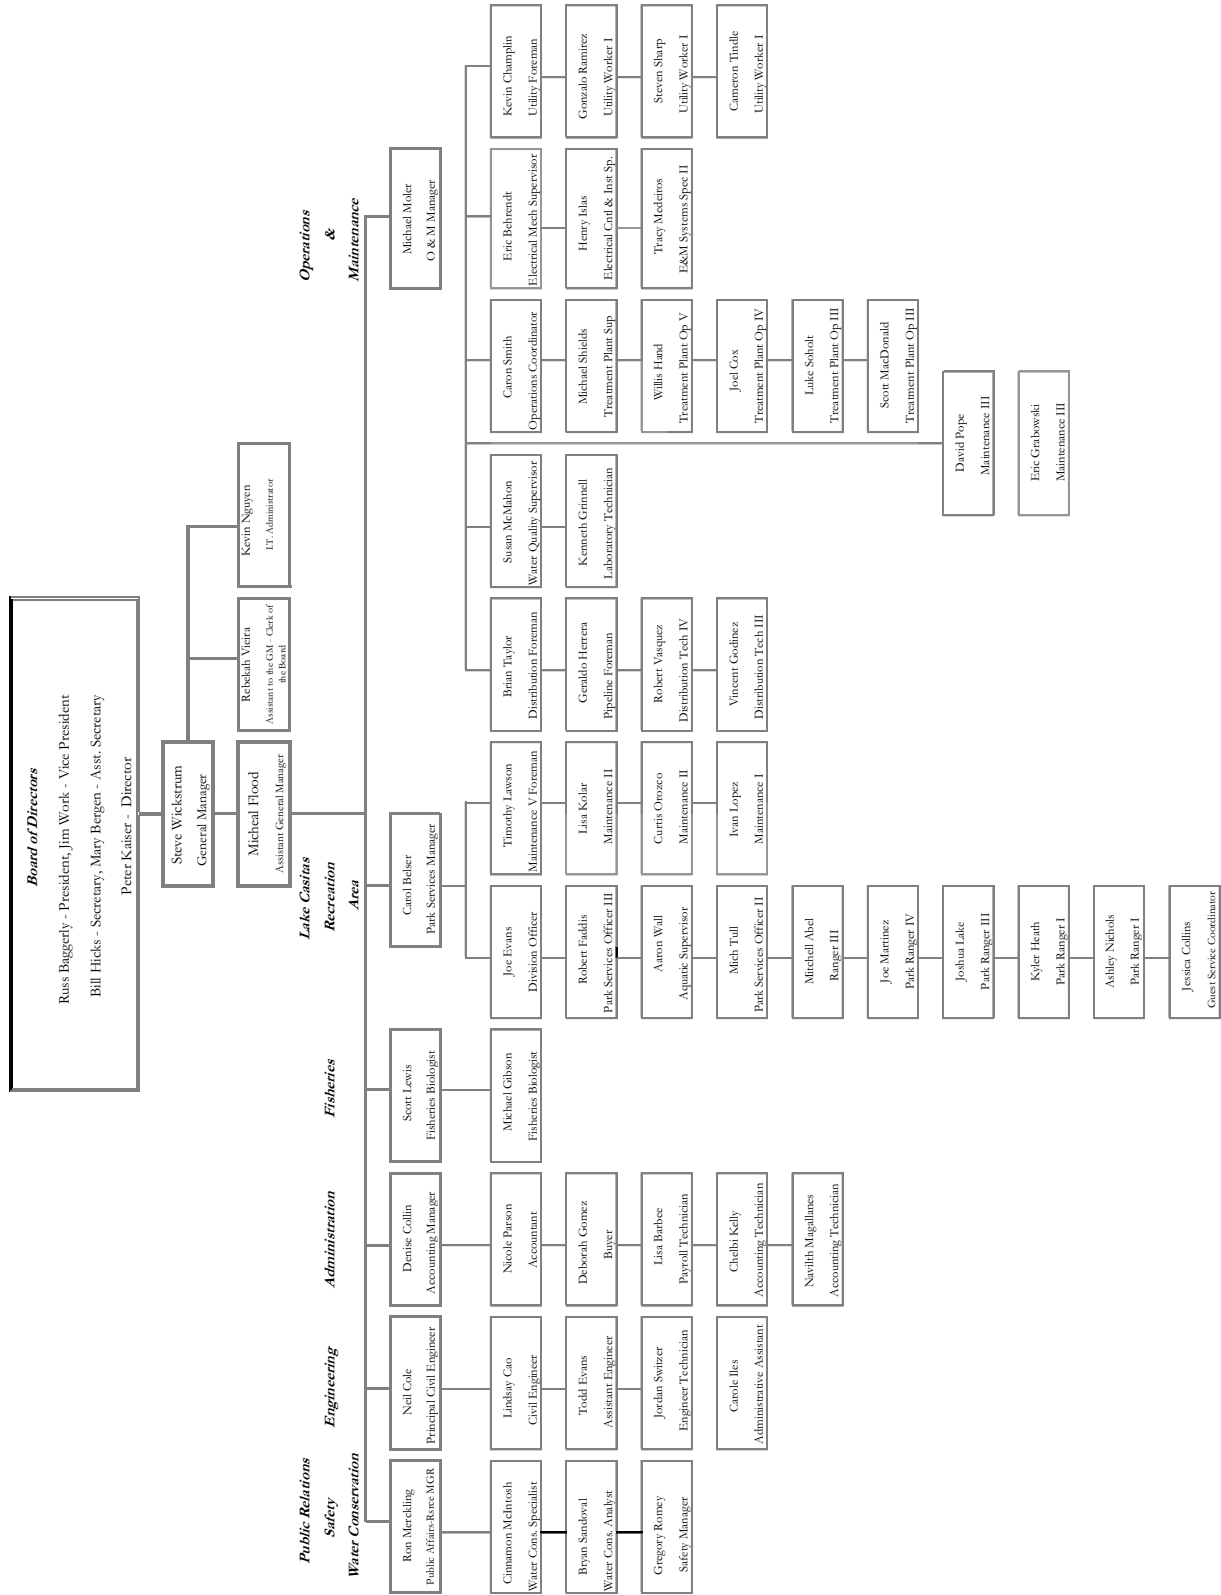 Board of Directors
Russ Baggerly - President, Jim Work - Vice President
Bill Hicks - Secretary, Mary Bergen - Asst. Secretary
Peter Kaiser - Director
Steve Wickstrum
General Manager
Micheal Flood
Assistant General Manager
Rebekah Vieira
Assistant to the GM - Clerk of
the Board
Kevin Nguyen
I.T. Administrator
Public Relations
Safety
Water Conservation
Ron Merckling
Public Affairs-Rsrce MGR
Cinnamon McIntosh
Water Cons. Specialist
Bryan Sandoval
Water Cons. Analyst
Gregory Romey
Safety Manager
Engineering
Neil Cole
Principal Civil Engineer
Lindsay Cao
Civil Engineer
Todd Evans
Assistant Engineer
Jordan Switzer
Engineer Technician
Carole Iles
Administrative Assistant
Administration
Denise Collin
Accounting Manager
Nicole Parson
Accountant
Deborah Gomez
Buyer
Lisa Barbee
Payroll Technician
Chelbi Kelly
Accounting Technician
Navilth Magallanes
Accounting Technician
Fisheries
Scott Lewis
Fisheries Biologist
Michael Gibson
Fisheries Biologist
Lake Casitas
Recreation
Area
Carol Belser
Park Services Manager
Joe Evans
Division Officer
Robert Faddis
Park Services Officer III
Aaron Wall
Aquatic Supervisor
Mich Tull
Park Services Officer II
Mitchell Abel
Ranger III
Joe Martinez
Park Ranger IV
Joshua Lake
Park Ranger III
Kyler Heath
Park Ranger I
Ashley Nichols
Park Ranger I
Jessica Collins
Guest Service Coordinator
Timothy Lawson
Maintenance V Foreman
Lisa Kolar
Maintenance II
Curtis Orozco
Maintenance II
Ivan Lopez
Maintenance I
Operations
&
Maintenance
Michael Moler
O & M Manager
Brian Taylor
Distribution Foreman
Geraldo Herrera
Pipeline Foreman
Robert Vasquez
Distribution Tech IV
Vincent Godinez
Distribution Tech III
Susan McMahon
Water Quality Supervisor
Kenneth Grinnell
Laboratory Technician
David Pope
Maintenance III
Eric Grabowski
Maintenance III
Caron Smith
Operations Coordinator
Michael Shields
Treatment Plant Sup
Willis Hand
Treatment Plant Op V
Joel Cox
Treatment Plant Op IV
Luke Soholt
Treatment Plant Op III
Scott MacDonald
Treatment Plant Op III
Eric Behrendt
Electrical Mech Supervisor
Henry Islas
Electrical Cntl & Inst Sp.
Tracy Medeiros
E&M Systems Spec II
Kevin Champlin
Utility Foreman
Gonzalo Ramirez
Utility Worker I
Steven Sharp
Utility Worker I
Cameron Tindle
Utility Worker I